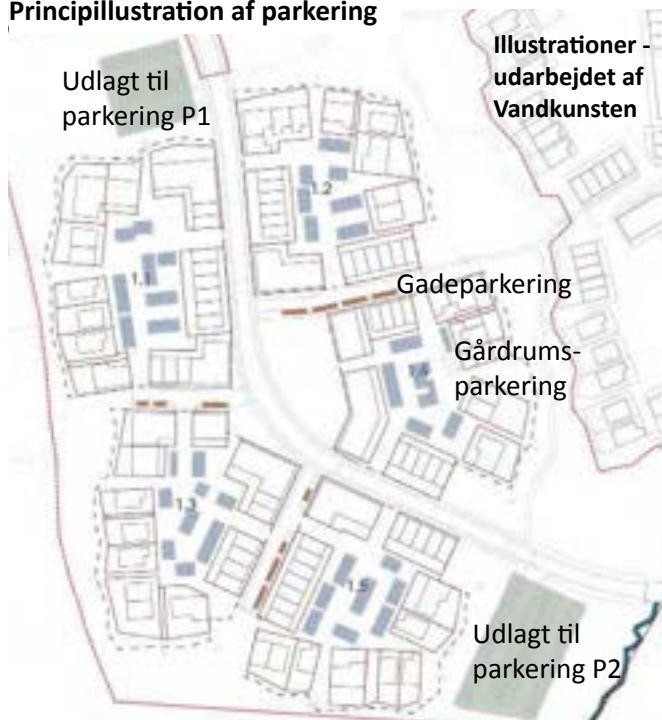 Principillustration af parkering
Illustrationer -
udarbejdet af
Vandkunsten
Udlagt til
parkering P1
1.2
1.1
Gadeparkering
Gårdrums-
parkering
1.4
1.3
1.5
Udlagt til
parkering P2